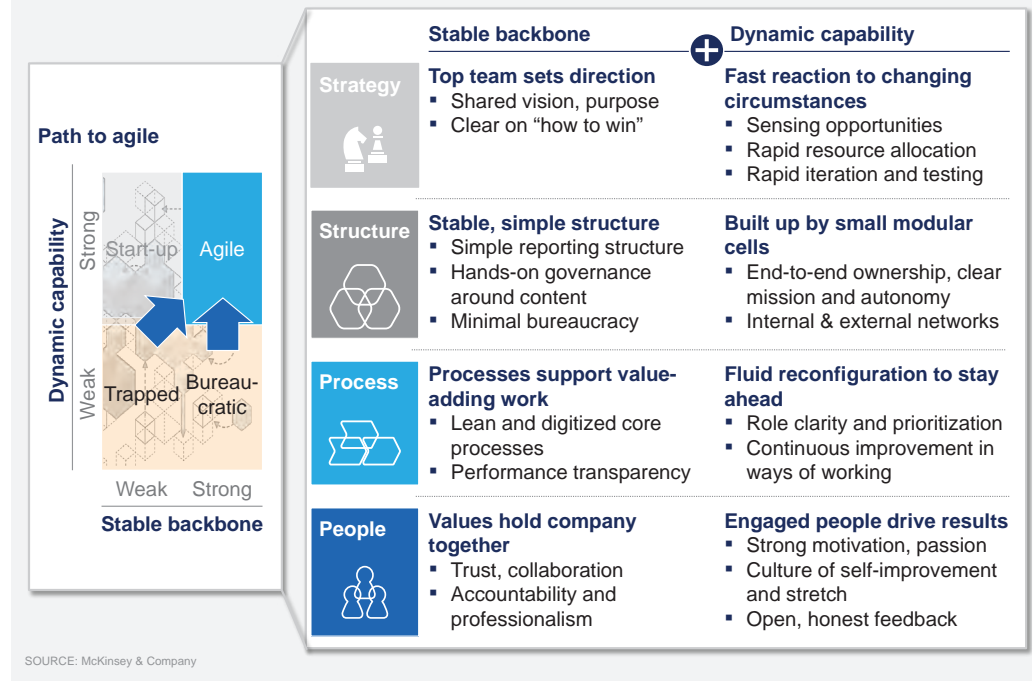 Path to agile
Dynamic capability
Strong
Weak
Start-up
Agile
Trapped
Bureau-
cratic
Weak
Strong
Stable backbone
Stable backbone
+
Dynamic capability
Strategy
Top team sets direction
▪ Shared vision, purpose
▪ Clear on “how to win”
Fast reaction to changing
circumstances
▪ Sensing opportunities
▪ Rapid resource allocation
▪ Rapid iteration and testing
Structure
Stable, simple structure
▪ Simple reporting structure
▪ Hands-on governance
around content
▪ Minimal bureaucracy
Built up by small modular
cells
▪ End-to-end ownership, clear
mission and autonomy
▪ Internal & external networks
Process
Processes support value-
adding work
▪ Lean and digitized core
processes
▪ Performance transparency
Fluid reconfiguration to stay
ahead
▪ Role clarity and prioritization
▪ Continuous improvement in
ways of working
People
Values hold company
together
▪ Trust, collaboration
▪ Accountability and
professionalism
Engaged people drive results
▪ Strong motivation, passion
▪ Culture of self-improvement
and stretch
▪ Open, honest feedback
SOURCE: McKinsey & Company